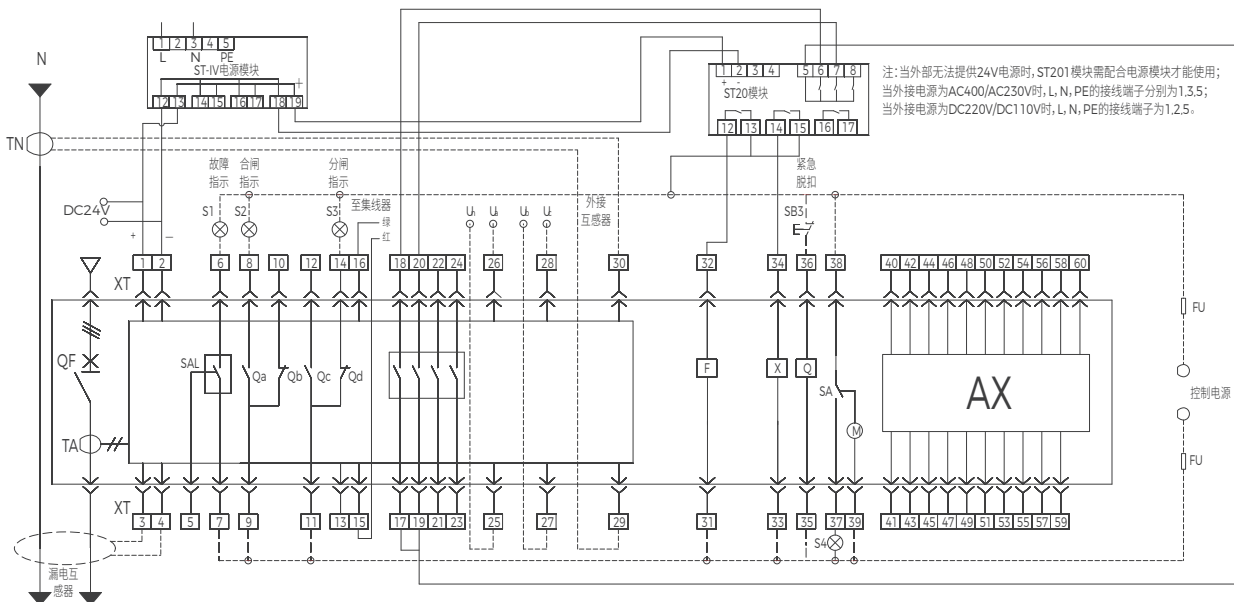 1 2 3 4 5
L N PE
ST-IV电源模块
+
12 13 14 15 16 17 18 19
1 2 3 4
+ -
5 6 7 8
ST20模块
12 13 14 15 16 17
注：当外部无法提供24V电源时，ST201模块需配合电源模块才能使用；
当外接电源为AC400/AC230V时，L，N，PE的接线端子分别为1,3,5；
当外接电源为DC220V/DC110V时，L，N，PE的接线端子为1,2,5。
N
TN
DC24V
+ −
故障
指示
合闸
指示
分闸
指示
S1
S2
S3
至集线器
绿
红
外接
互感器
紧急
脱扣
SB3
XT
1 2 6 8 10 12 14 16 18 20 22 24 26 28 30 32 34 36 38 40 42 44 46 48 50 52 54 56 58 60
FU
QF
SAL
Qa
Qb
Qc
Qd
F
X
Q
SA
M
AX
控制电源
TA
FU
XT
3 4 5 7 9 11 13 15 17 19 21 23 25 27 29 31 33 35 37 39 41 43 45 47 49 51 53 55 57 59
S4
漏电互
感器